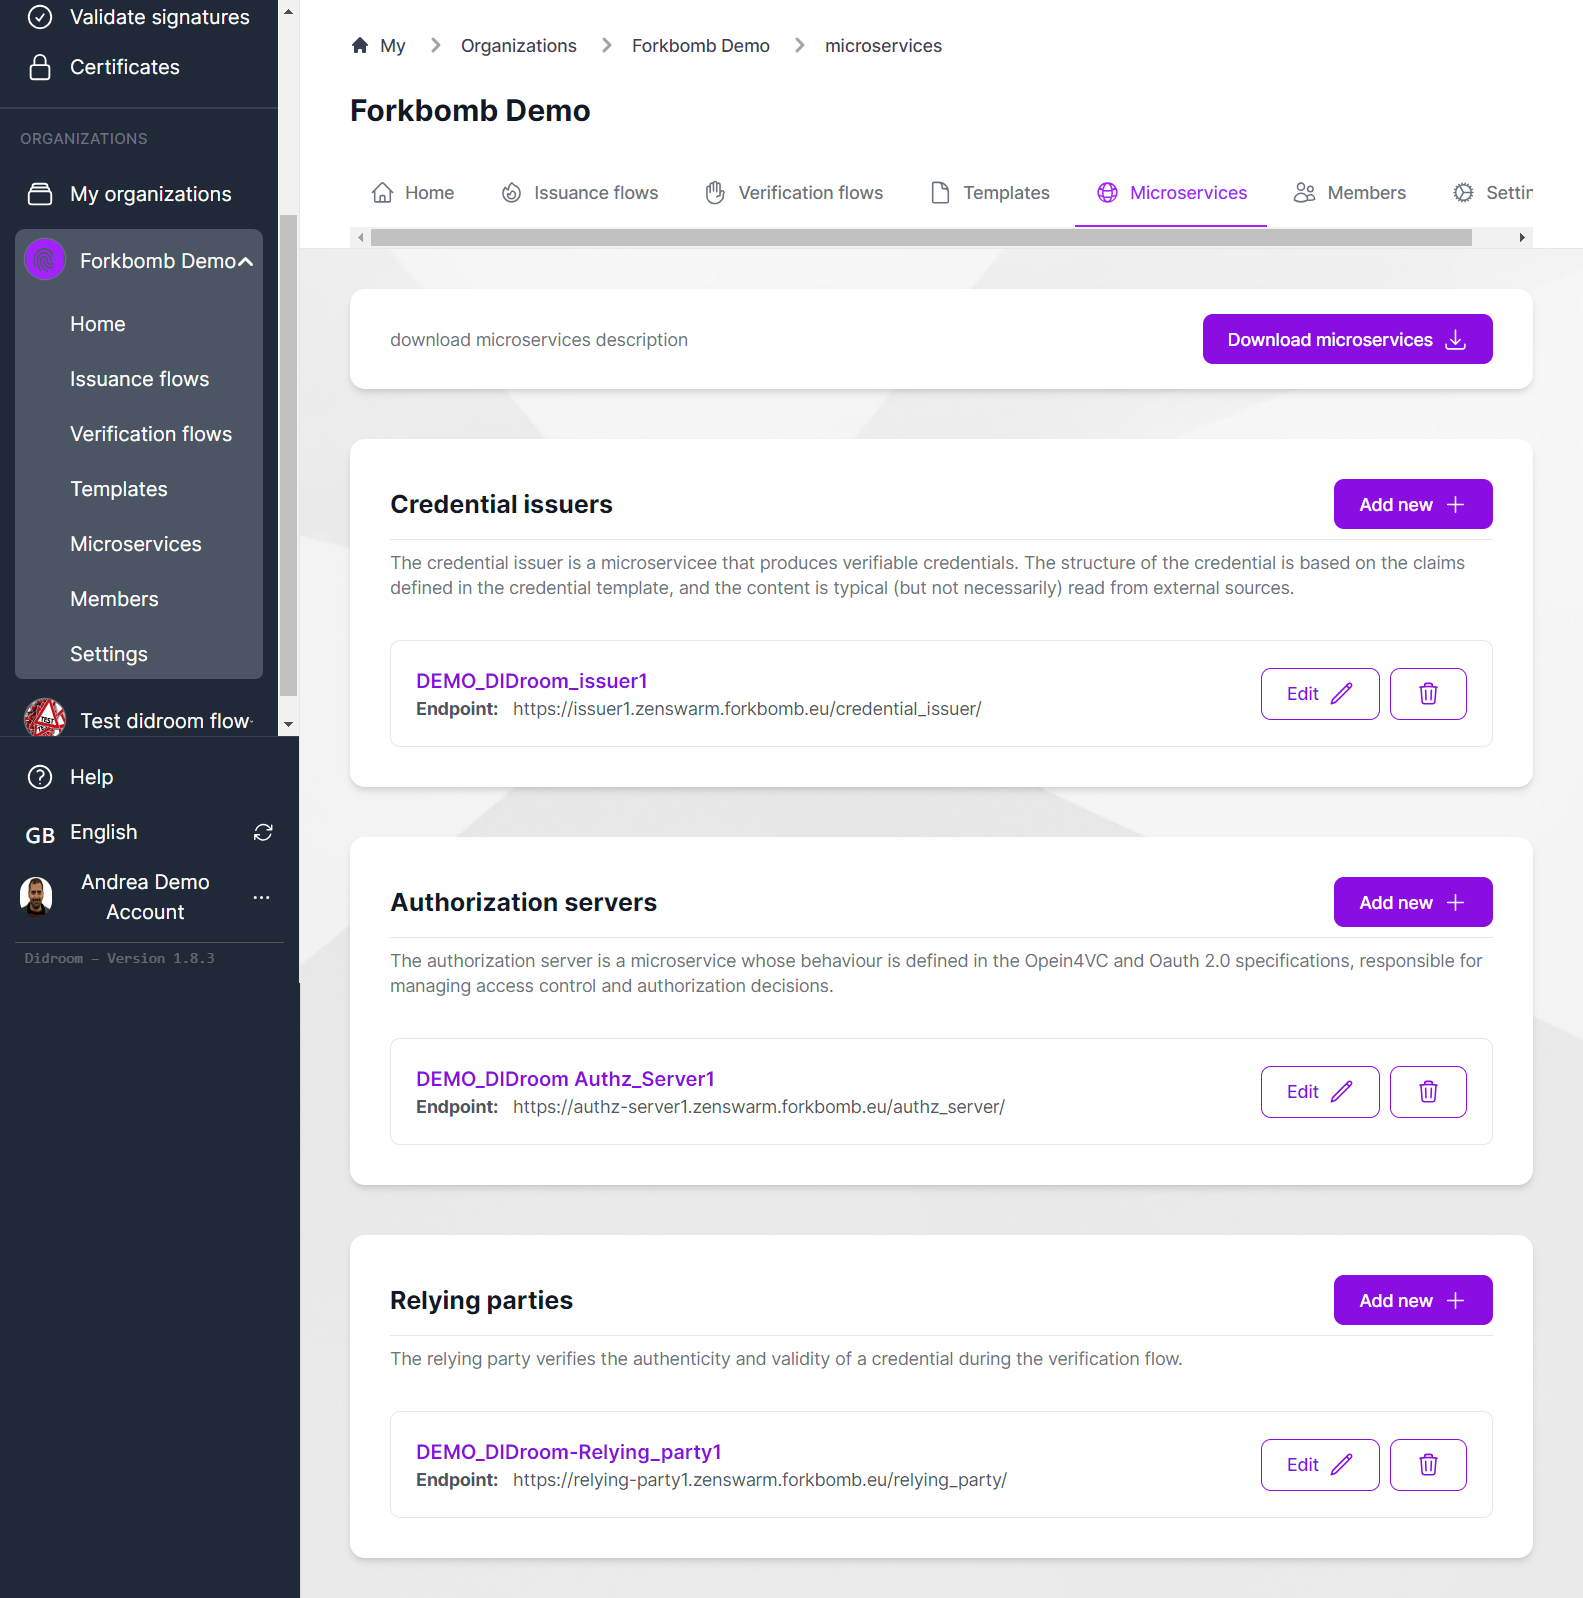 Validate signatures
Certificates
ORGANIZATIONS
My organizations
Forkbomb Demo
Home
Issuance flows
Verification flows
Templates
Microservices
Members
Settings
Test didroom flow
Help
GB English
Andrea Demo
Account
...
Didroom – Version 1.8.3
My > Organizations > Forkbomb Demo > microservices
Forkbomb Demo
Home Issuance flows Verification flows Templates Microservices Members Settin
download microservices description
Download microservices
Credential issuers
Add new +
The credential issuer is a microservicee that produces verifiable credentials. The structure of the credential is based on the claims
defined in the credential template, and the content is typical (but not necessarily) read from external sources.
DEMO_DIDroom_issuer1
Endpoint: https://issuer1.zenswarm.forkbomb.eu/credential_issuer/
Edit
Authorization servers
Add new +
The authorization server is a microservice whose behaviour is defined in the Opein4VC and Oauth 2.0 specifications, responsible for
managing access control and authorization decisions.
DEMO_DIDroom Authz_Server1
Endpoint: https://authz-server1.zenswarm.forkbomb.eu/authz_server/
Edit
Relying parties
Add new +
The relying party verifies the authenticity and validity of a credential during the verification flow.
DEMO_DIDroom-Relying_party1
Endpoint: https://relying-party1.zenswarm.forkbomb.eu/relying_party/
Edit